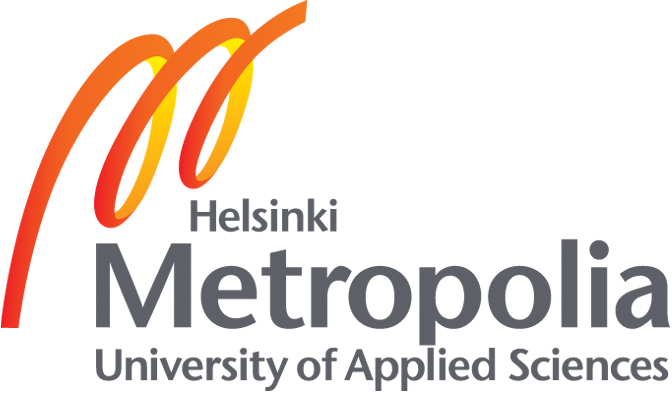 Helsinki
Metropolia
University of Applied Sciences